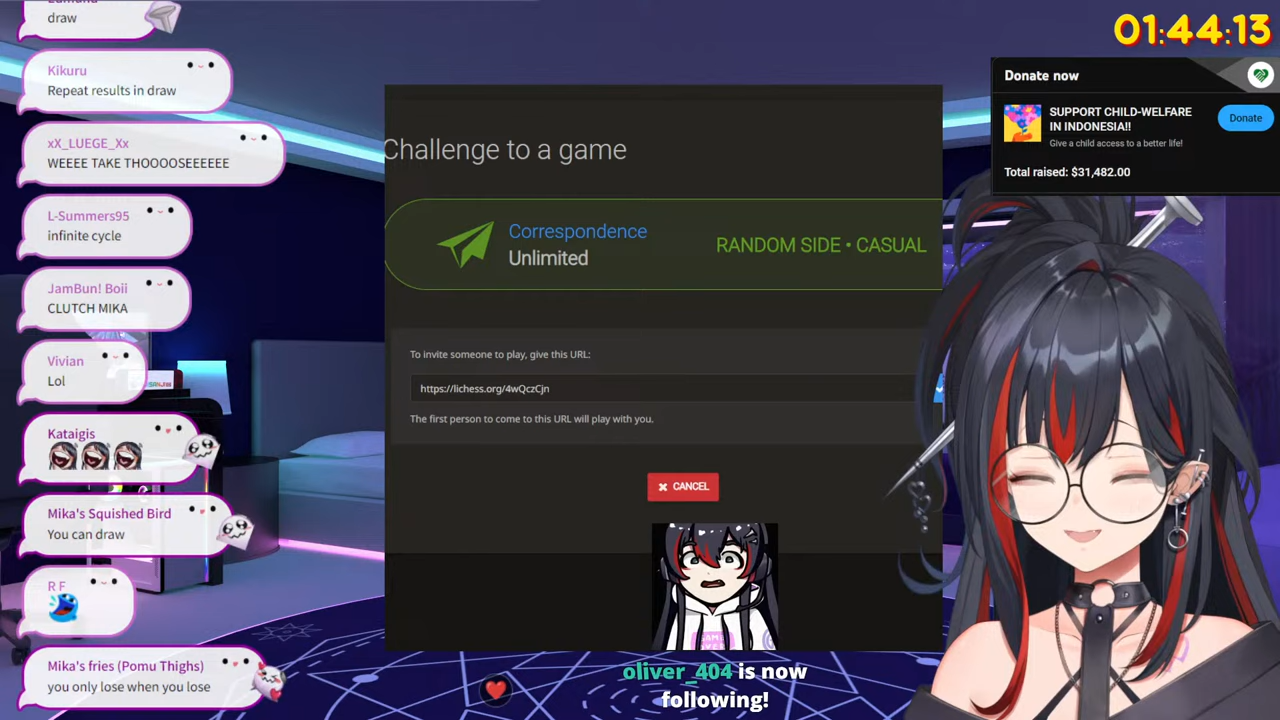 draw
Kikuru
Repeat results in draw
xX_LUEGE_Xx
WEEEE TAKE THOOOOSEEEEEE
L-Summers95
infinite cycle
JamBun! Boii
CLUTCH MIKA
Vivian
Lol
Kataigis
Mika's Squished Bird
You can draw
R F
Mika's fries (Pomu Thighs)
you only lose when you lose
Challenge to a game
Correspondence
Unlimited
RANDOM SIDE • CASUAL
To invite someone to play, give this URL:
https://lichess.org/4wQczCjn
The first person to come to this URL will play with you.
CANCEL
oliver_404 is now
following!
01:44:13
Donate now
SUPPORT CHILD-WELFARE
IN INDONESIA!!
Give a child access to a better life!
Donate
Total raised: $31,482.00